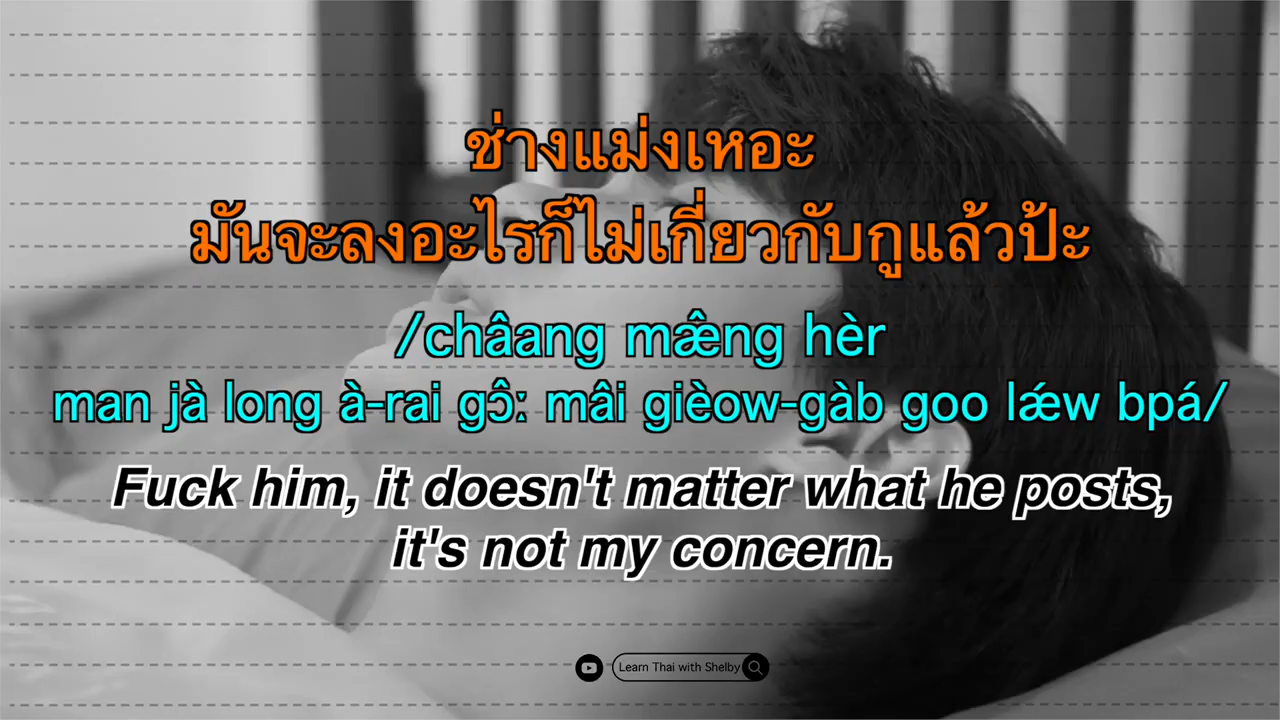 ช่างแม่งเหอะ
มันจะลงอะไรก็ไม่เกี่ยวกับกูแล้วป้ะ
/châang mæ̂ng hèr
man jà long à-rai gɔ̂: mâi gièow-gàb goo lǽw bpá/
Fuck him, it doesn't matter what he posts,
it's not my concern.
Learn Thai with Shelby